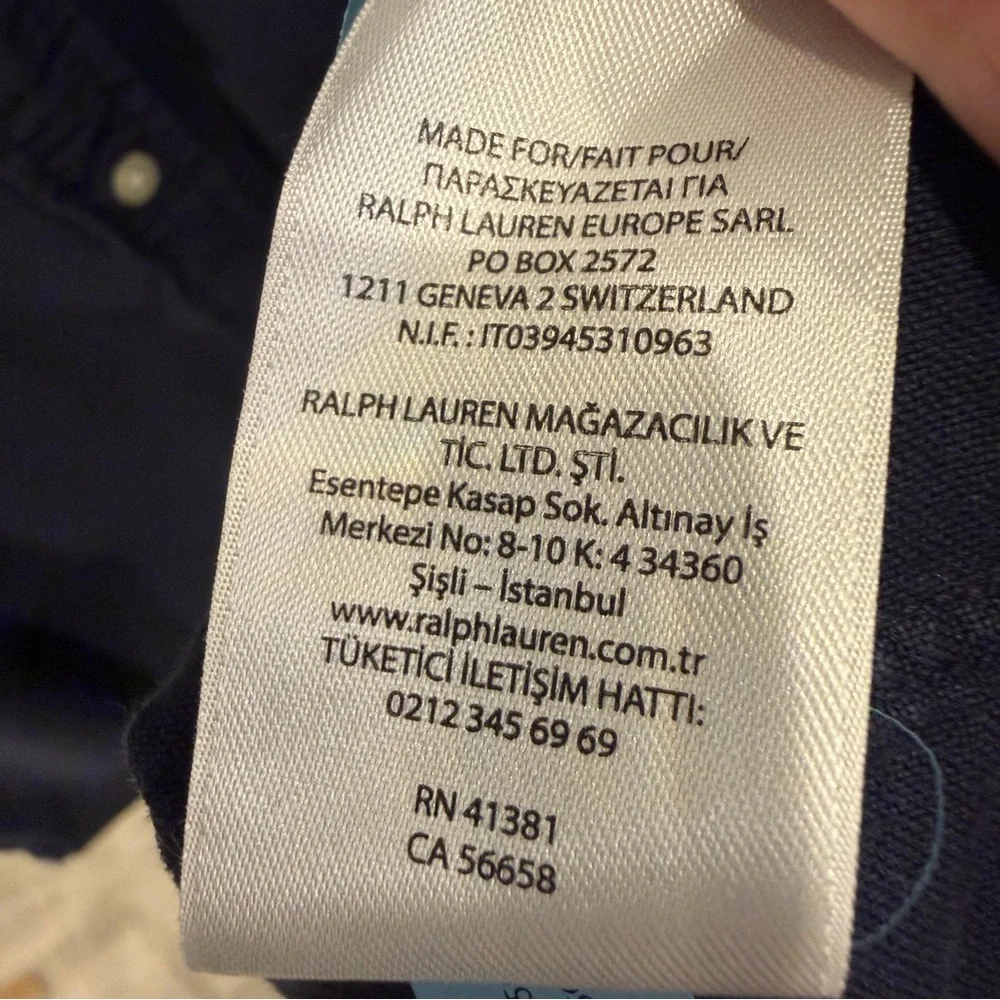 MADE FOR/FAIT POUR/
ΠΑΡΑΣΚΕΥΑΖΕΤΑΙ ΓΙΑ
RALPH LAUREN EUROPE SARL
PO BOX 2572
1211 GENEVA 2 SWITZERLAND
N.I.F. : IT03945310963
RALPH LAUREN MAĞAZACILIK VE
TİC. LTD. ŞTİ.
Esentepe Kasap Sok. Altınay İş
Merkezi No: 8-10 K: 4 34360
Şişli – İstanbul
www.ralphlauren.com.tr
TÜKETİCİ İLETİŞİM HATTI:
0212 345 69 69
RN 41381
CA 56658